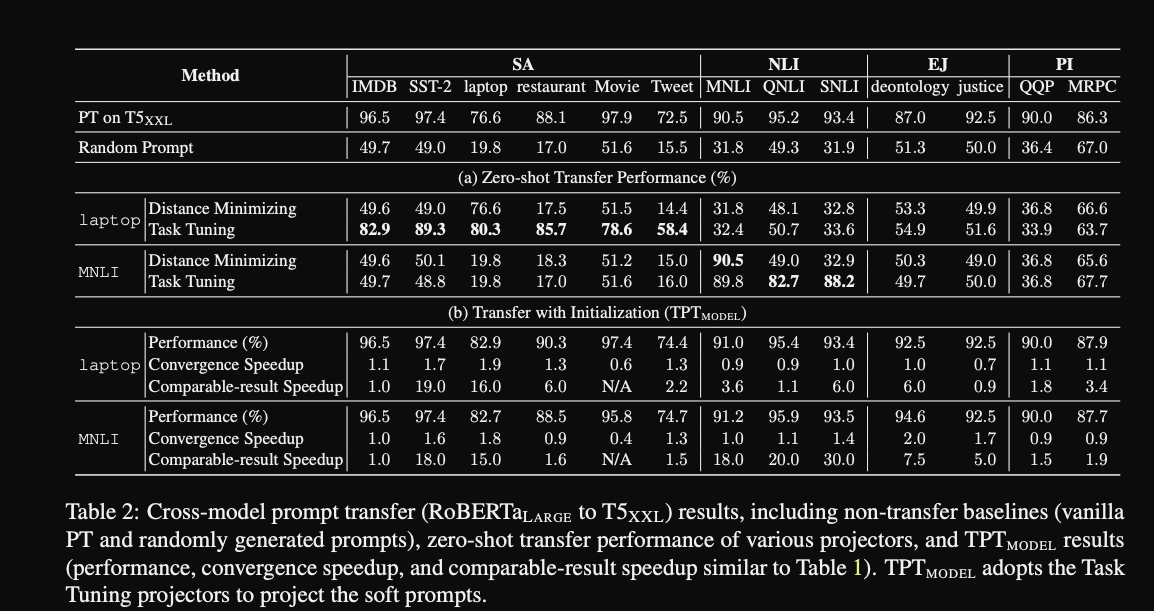 Method SA NLI EJ PI
IMDB SST-2 laptop restaurant Movie Tweet MNLI QNLI SNLI deontology justice QQP MRPC
PT on T5XXL 96.5 97.4 76.6 88.1 97.9 72.5 90.5 95.2 93.4 87.0 92.5 90.0 86.3
Random Prompt 49.7 49.0 19.8 17.0 51.6 15.5 31.8 49.3 31.9 51.3 50.0 36.4 67.0
(a) Zero-shot Transfer Performance (%)
laptop Distance Minimizing 49.6 49.0 76.6 17.5 51.5 14.4 31.8 48.1 32.8 53.3 49.9 36.8 66.6
Task Tuning 82.9 89.3 80.3 85.7 78.6 58.4 32.4 50.7 33.6 54.9 51.6 33.9 63.7
MNLI Distance Minimizing 49.6 50.1 19.8 18.3 51.2 15.0 90.5 49.0 32.9 50.3 49.0 36.8 65.6
Task Tuning 49.7 48.8 19.8 17.0 51.6 16.0 89.8 82.7 88.2 49.7 50.0 36.8 67.7
(b) Transfer with Initialization (TPTMODEL)
laptop Performance (%) 96.5 97.4 82.9 90.3 97.4 74.4 91.0 95.4 93.4 92.5 92.5 90.0 87.9
Convergence Speedup 1.1 1.7 1.9 1.3 0.6 1.3 0.9 0.9 1.0 1.0 0.7 1.1 1.1
Comparable-result Speedup 1.0 19.0 16.0 6.0 N/A 2.2 3.6 1.1 6.0 6.0 0.9 1.8 3.4
MNLI Performance (%) 96.5 97.4 82.7 88.5 95.8 74.7 91.2 95.9 93.5 94.6 92.5 90.0 87.7
Convergence Speedup 1.0 1.6 1.8 0.9 0.4 1.3 1.0 1.1 1.4 2.0 1.7 0.9 0.9
Comparable-result Speedup 1.0 18.0 15.0 1.6 N/A 1.5 18.0 20.0 30.0 7.5 5.0 1.5 1.9
Table 2: Cross-model prompt transfer (RoBERTaLARGE to T5XXL) results, including non-transfer baselines (vanilla
PT and randomly generated prompts), zero-shot transfer performance of various projectors, and TPTMODEL results
(performance, convergence speedup, and comparable-result speedup similar to Table 1). TPTMODEL adopts the Task
Tuning projectors to project the soft prompts.